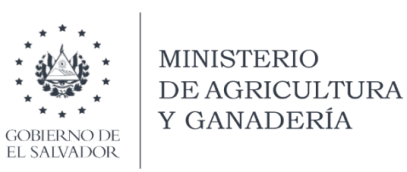 GOBIERNO DE
EL SALVADOR
MINISTERIO
DE AGRICULTURA
Y GANADERÍA